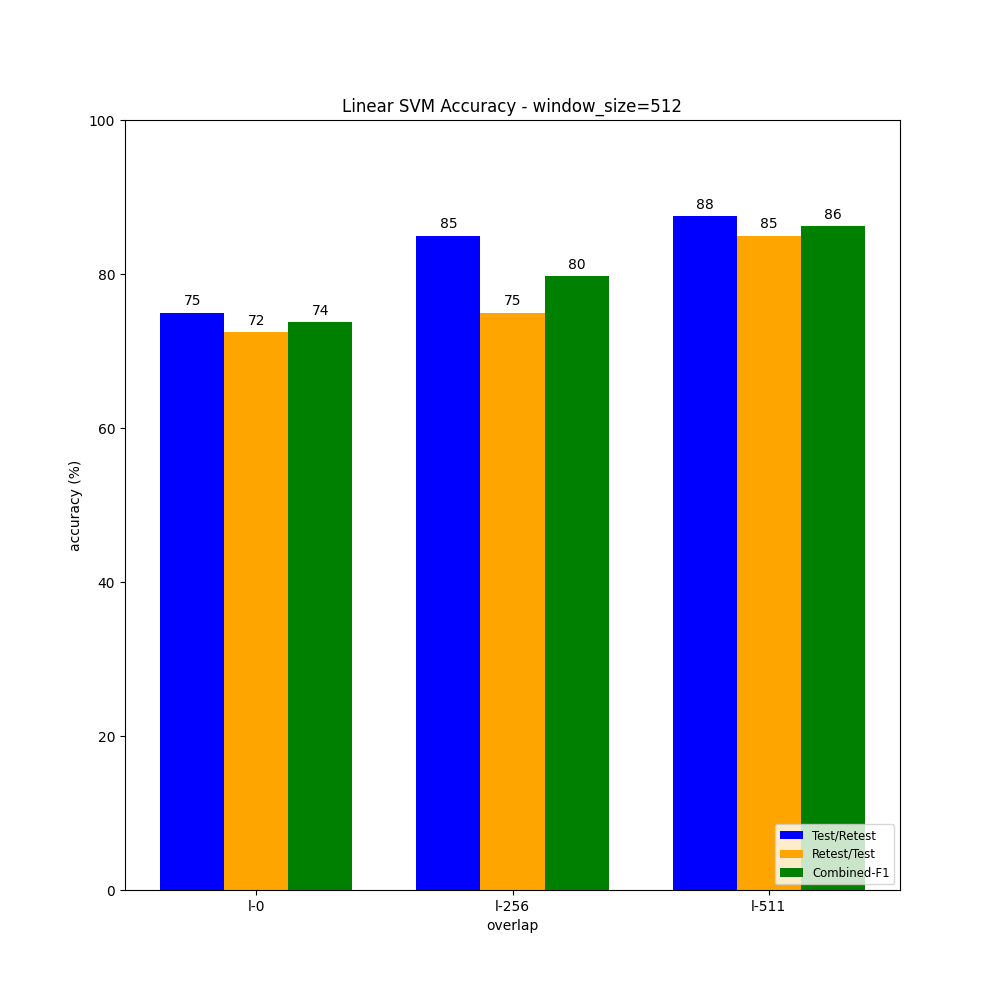 Linear SVM Accuracy - window_size=512
100
80
60
40
20
0
accuracy (%)
75
72
74
85
75
80
88
85
86
l-0
l-256
l-511
overlap
Test/Retest
Retest/Test
Combined-F1